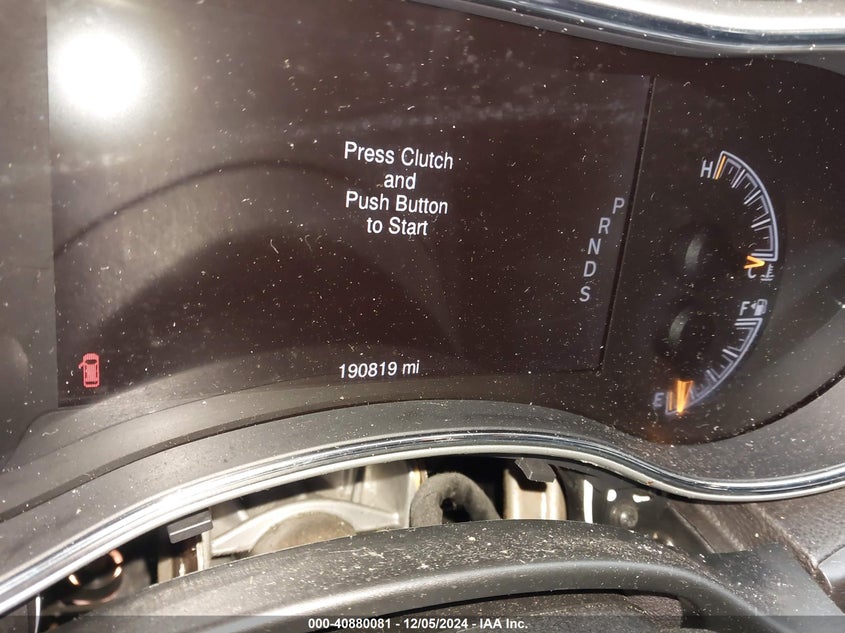 Press Clutch
and
Push Button
to Start
P
R
N
D
S
190819 mi
H
C
F
E
000-40880081 - 12/05/2024 - IAA Inc.